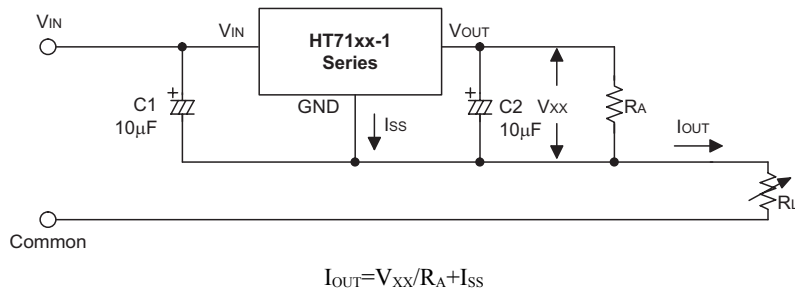 VIN
VIN
HT71xx-1
Series
VOUT
GND
C1
10μF
ISS
C2
10μF
VXX
RA
IOUT
RL
Common
IOUT=VXX/RA+ISS